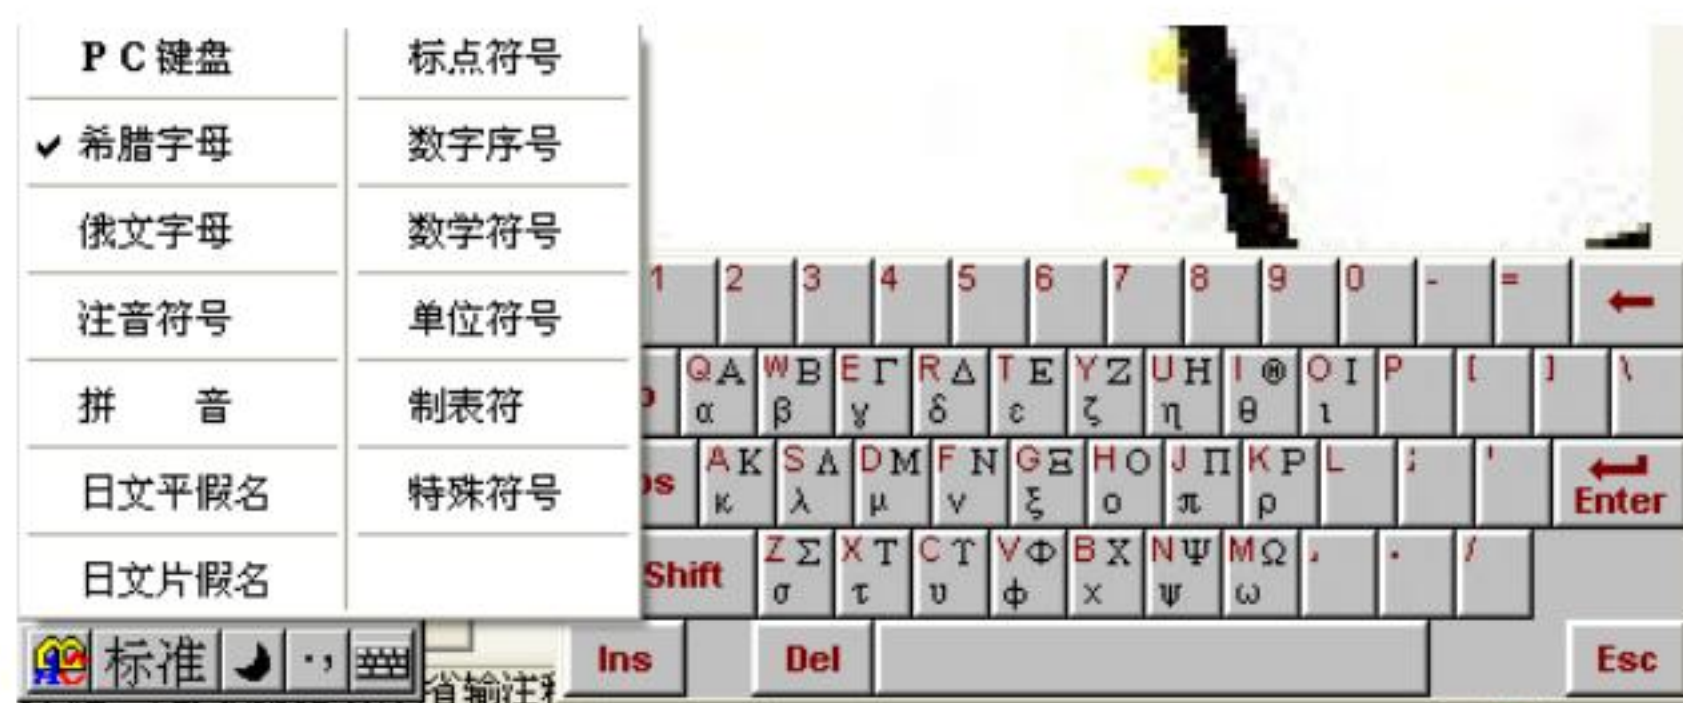 PC键盘 标点符号
希腊字母 数字序号
俄文字母 数学符号
注音符号 单位符号
拼 音 制表符
日文平假名 特殊符号
日文片假名
标准 · ,
1 2 3 4 5 6 7 8 9 0 - =
Q Α α W Β β E Γ γ R Δ δ T Ε ε Y Ζ ζ U Η η I Θ θ O Ι ι P [ ] \
A Κ κ S Λ λ D Μ μ F Ν ν G Ξ ξ H Ο ο J Π π K Ρ ρ L ; ' Enter
Shift Z Σ σ X Τ τ C Υ υ V Φ φ B Χ χ N Ψ ψ M Ω ω , . /
Ins Del Esc